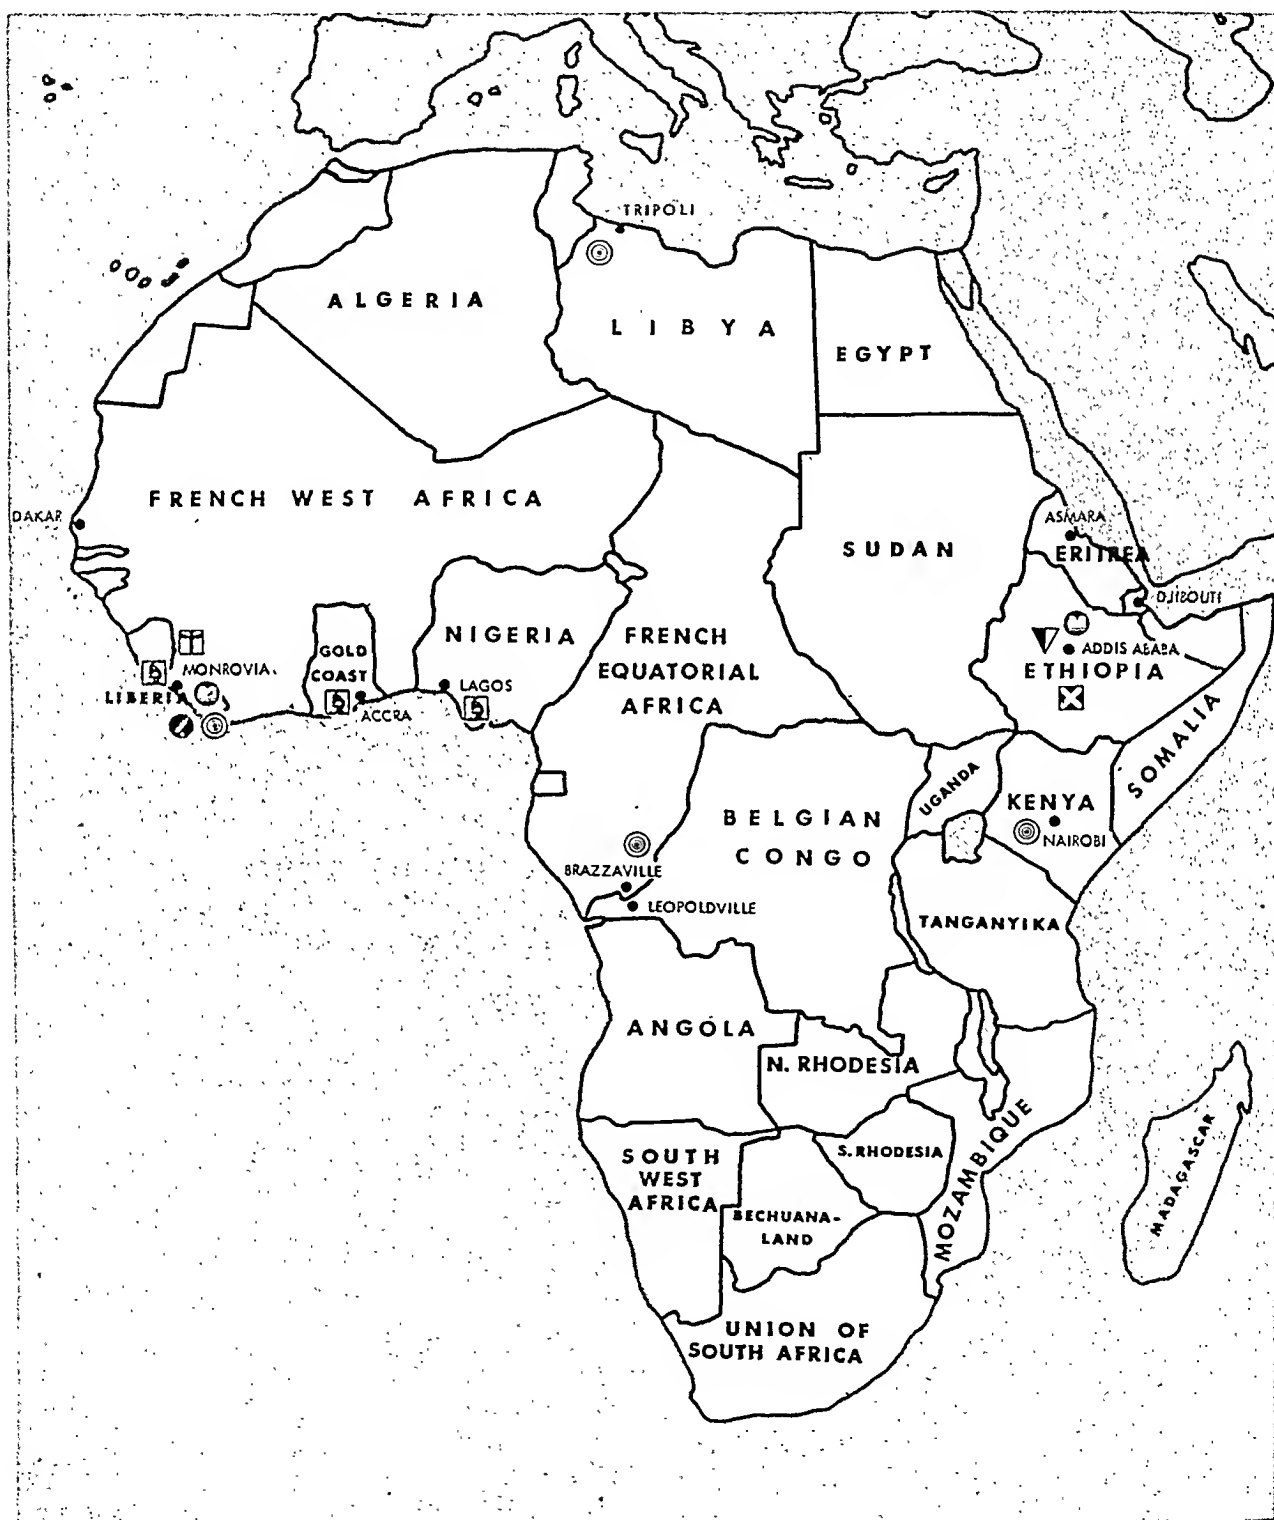 TRIPOLI
ALGERIA
LIBYA
EGYPT
FRENCH WEST AFRICA
DAKAR
ASMARA
ERITREA
SUDAN
DJIBOUTI
NIGERIA
FRENCH
EQUATORIAL
AFRICA
GOLD
COAST
ADDIS ABABA
ETHIOPIA
MONROVIA
LIBERIA
LAGOS
ACCRA
SOMALIA
UGANDA
KENYA
NAIROBI
BELGIAN
CONGO
BRAZZAVILLE
LEOPOLDVILLE
TANGANYIKA
ANGOLA
N. RHODESIA
MOZAMBIQUE
MADAGASCAR
S. RHODESIA
SOUTH
WEST
AFRICA
BECHUANA-
LAND
UNION OF
SOUTH AFRICA